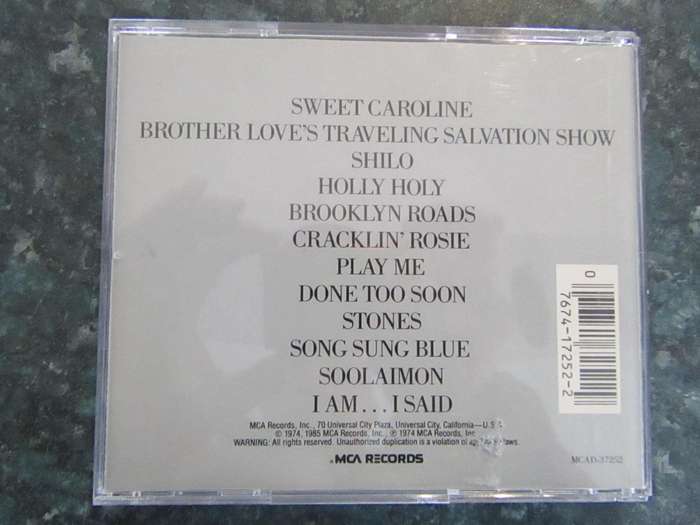 SWEET CAROLINE
BROTHER LOVE'S TRAVELING SALVATION SHOW
SHILO
HOLLY HOLY
BROOKLYN ROADS
CRACKLIN' ROSIE
PLAY ME
DONE TOO SOON
STONES
SONG SUNG BLUE
SOOLAIMON
I AM...I SAID
MCA Records, Inc., 70 Universal City Plaza, Universal City, California—U.S.A.
© 1974, 1985 MCA Records, Inc., ℗ 1974 MCA Records, Inc.
WARNING: All rights reserved. Unauthorized duplication is a violation of laws.
MCA RECORDS
MCAD-37252
0 7674-17252-2